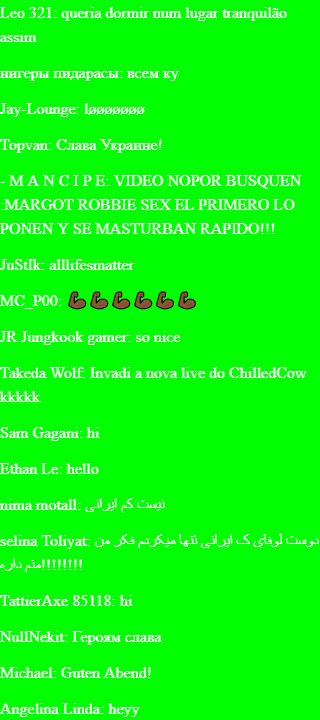 Leo 321: queria dormir num lugar tranquilão
assim
нигеры пидарасы: всем ку
Jay-Lounge: løøøøøøø
Topvan: Слава Украине!
- M A N C I P E: VIDEO NOPOR BUSQUEN
:MARGOT ROBBIE SEX EL PRIMERO LO
PONEN Y SE MASTURBAN RAPIDO!!!
JuStIk: alllifesmatter
MC_P00: 💪🏾💪🏾💪🏾💪🏾💪🏾💪🏾
JR Jungkook gamer: so nice
Takeda Wolf: Invadi a nova live do ChilledCow
kkkkk
Sam Gagani: hi
Ethan Le: hello
nima motall: نیست کم ایرانی
selina Toliyat: دوست لوفای ک ایرانی تنها میکردم فکر من
منم داره!!!!!!!!
TattierAxe 85118: hi
NullNekit: Героям слава
Michael: Guten Abend!
Angelina Linda: heyy